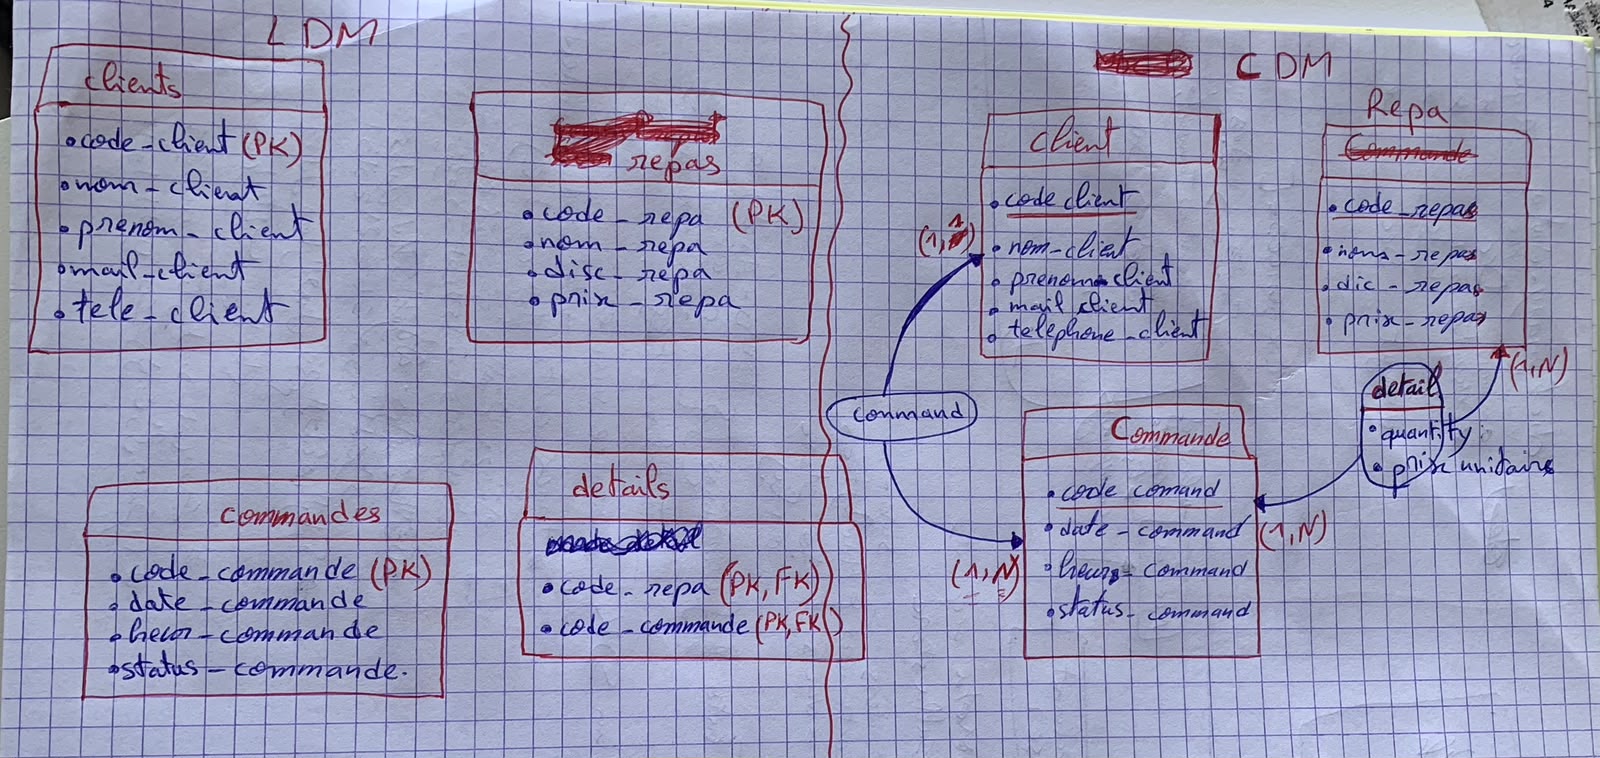 LDM
clients
• code-client (PK)
• nom-client
• prenom-client
• mail-client
• tele-client
repas
• code-repa (PK)
• nom-repa
• disc-repa
• prix-repa
commandes
• code-commande (PK)
• date-commande
• heur-commande
• status-commande.
details
• code-repa (PK, FK)
• code-commande (PK, FK)
CDM
client
• code client
• nom-client
• prenom-client
• mail client
• telephone-client
Repa
Commande
• code-repas
• nom-repas
• dic-repas
• prix-repas
(1,1)
command
(1,N)
Commande
• code comand
• date-command
• heurs-command
• status-command
(1,N)
detail
• quantity
• prix unitaire
(1,N)